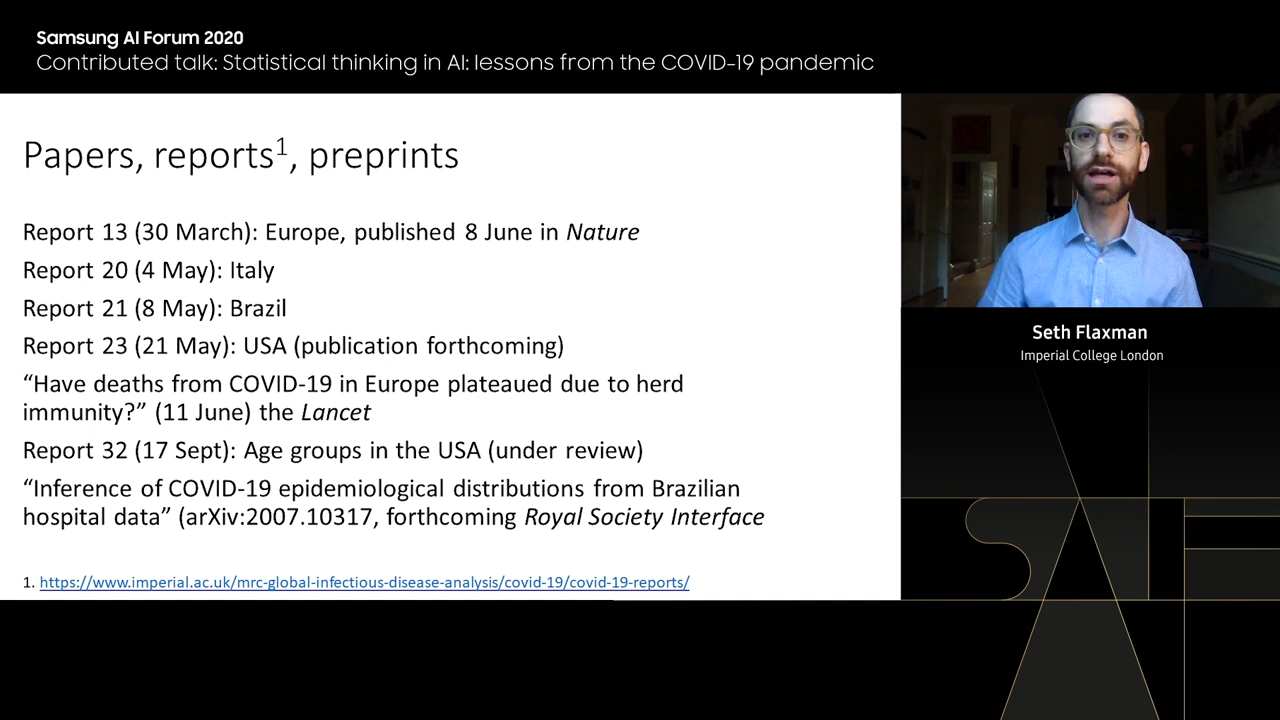 Samsung AI Forum 2020
Contributed talk: Statistical thinking in AI: lessons from the COVID-19 pandemic
Papers, reports¹, preprints
Report 13 (30 March): Europe, published 8 June in Nature
Report 20 (4 May): Italy
Report 21 (8 May): Brazil
Report 23 (21 May): USA (publication forthcoming)
“Have deaths from COVID-19 in Europe plateaued due to herd
immunity?” (11 June) the Lancet
Report 32 (17 Sept): Age groups in the USA (under review)
“Inference of COVID-19 epidemiological distributions from Brazilian
hospital data” (arXiv:2007.10317, forthcoming Royal Society Interface
1. https://www.imperial.ac.uk/mrc-global-infectious-disease-analysis/covid-19/covid-19-reports/
Seth Flaxman
Imperial College London